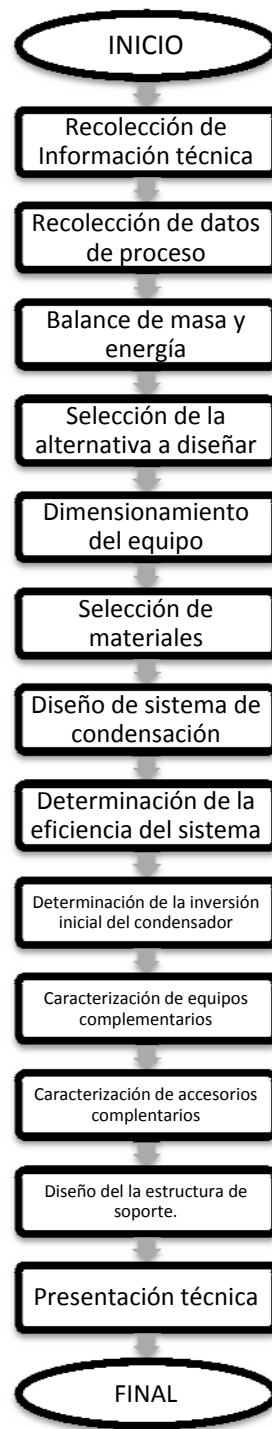 INICIO
Recolección de
Información técnica
Recolección de datos
de proceso
Balance de masa y
energía
Selección de la
alternativa a diseñar
Dimensionamiento
del equipo
Selección de
materiales
Diseño de sistema de
condensación
Determinación de la
eficiencia del sistema
Determinación de la inversión
inicial del condensador
Caracterización de equipos
complementarios
Caracterización de accesorios
complentarios
Diseño del la estructura de
soporte.
Presentación técnica
FINAL